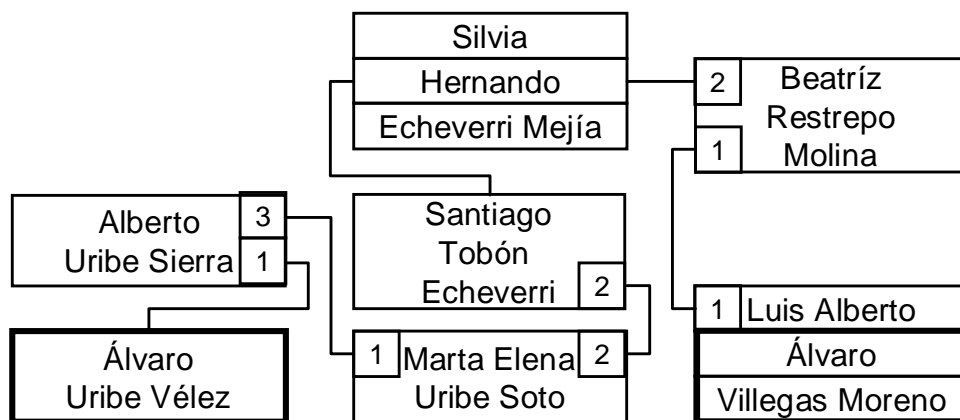 Silvia
Hernando
Echeverri Mejía
2
Beatríz
Restrepo
1
Molina
Alberto
3
Uribe Sierra
1
Santiago
Tobón
Echeverri
2
Álvaro
Uribe Vélez
1
Marta Elena
2
Uribe Soto
1
Luis Alberto
Álvaro
Villegas Moreno